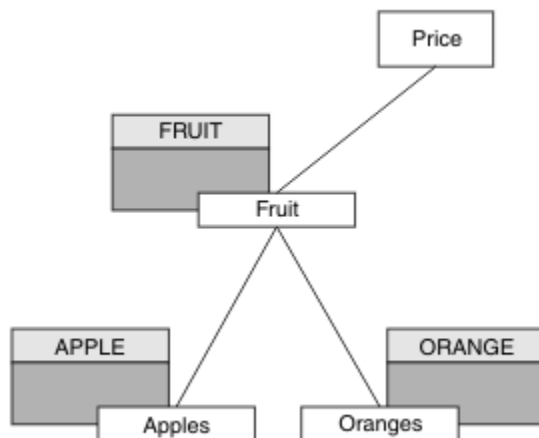 Price
FRUIT
Fruit
APPLE
ORANGE
Apples
Oranges